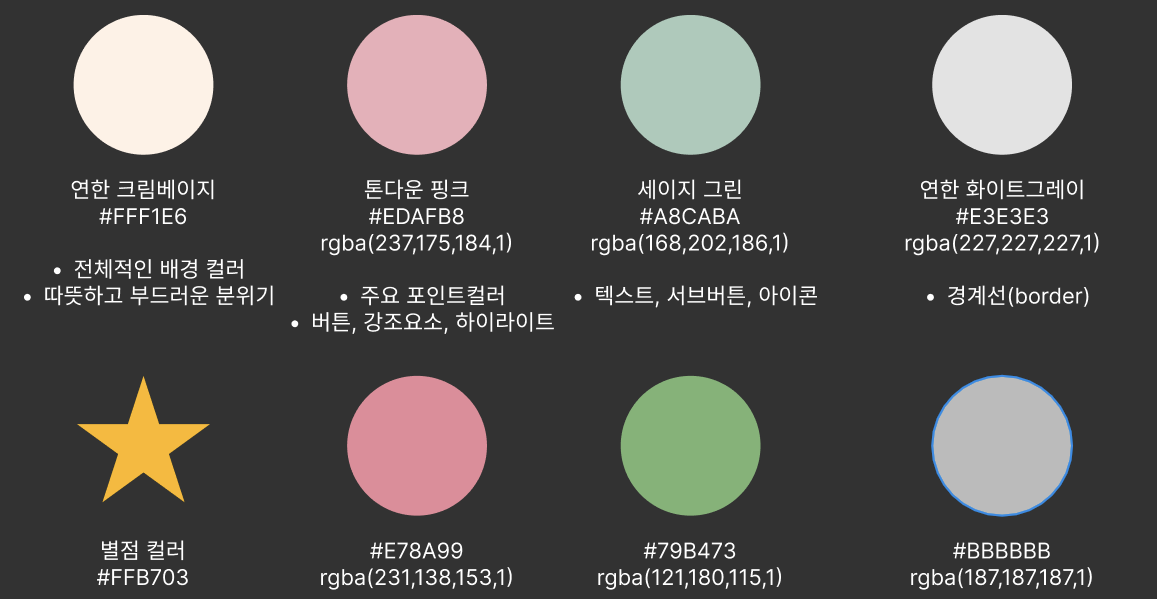 연한 크림베이지
#FFF1E6
• 전체적인 배경 컬러
• 따뜻하고 부드러운 분위기
톤다운 핑크
#EDAFB8
rgba(237,175,184,1)
• 주요 포인트컬러
• 버튼, 강조요소, 하이라이트
세이지 그린
#A8CABA
rgba(168,202,186,1)
• 텍스트, 서브버튼, 아이콘
연한 화이트그레이
#E3E3E3
rgba(227,227,227,1)
• 경계선(border)
별점 컬러
#FFB703
#E78A99
rgba(231,138,153,1)
#79B473
rgba(121,180,115,1)
#BBBBBB
rgba(187,187,187,1)